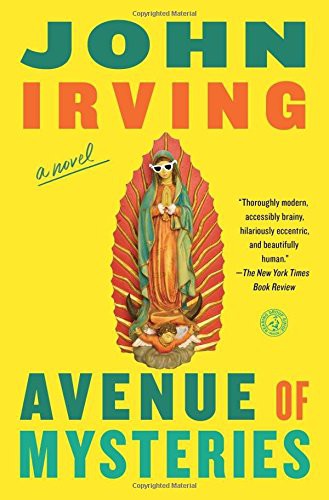 JOHN
IRVING
a novel
"Thoroughly modern,
accessibly brainy,
hilariously eccentric,
and beautifully
human."
—The New York Times
Book Review
AVENUE OF
MYSTERIES